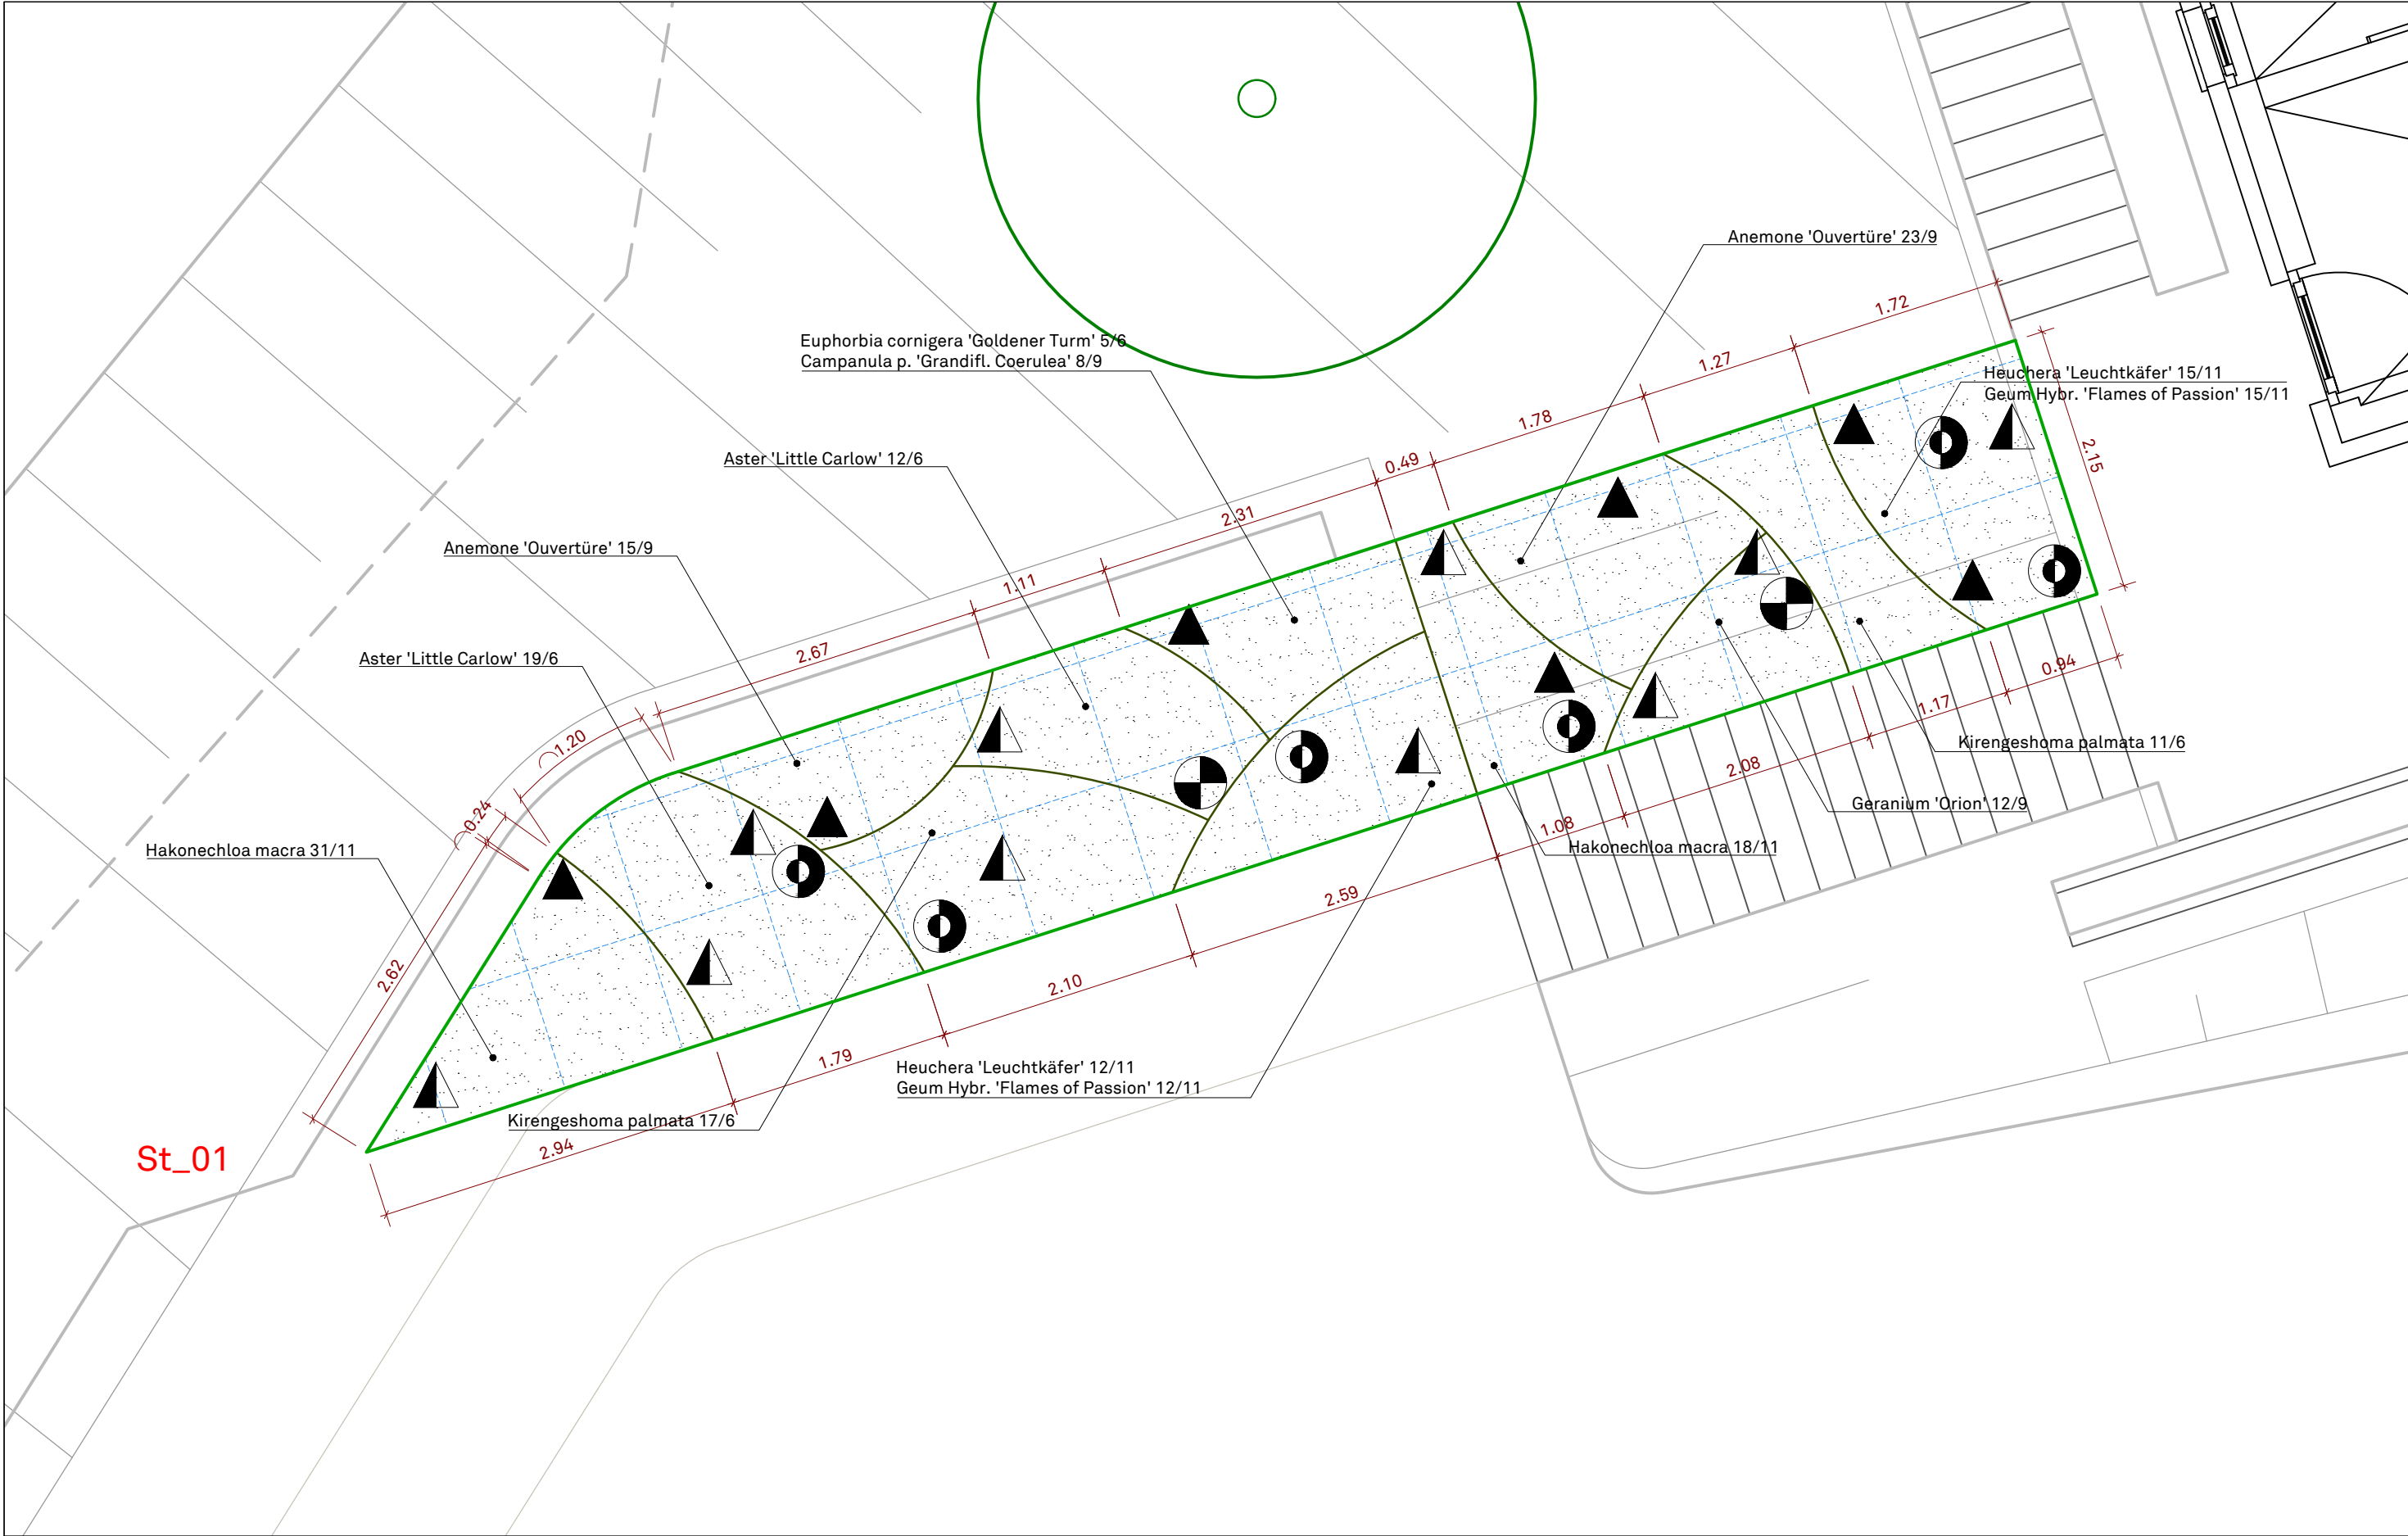 Anemone 'Ouvertüre' 23/9
1.72
Euphorbia cornigera 'Goldener Turm' 5/6
Campanula p. 'Grandifl. Coerulea' 8/9
1.27
Heuchera 'Leuchtkäfer' 15/11
Geum Hybr. 'Flames of Passion' 15/11
1.78
2.15
Aster 'Little Carlow' 12/6
0.49
2.31
Anemone 'Ouvertüre' 15/9
1.11
Aster 'Little Carlow' 19/6
2.67
0.94
1.17
Kirengeshoma palmata 11/6
1.20
2.08
Geranium 'Orion' 12/9
0.24
1.08
Hakonechloa macra 31/11
Hakonechloa macra 18/11
2.59
2.62
2.10
1.79
Heuchera 'Leuchtkäfer' 12/11
Geum Hybr. 'Flames of Passion' 12/11
Kirengeshoma palmata 17/6
2.94
St_01